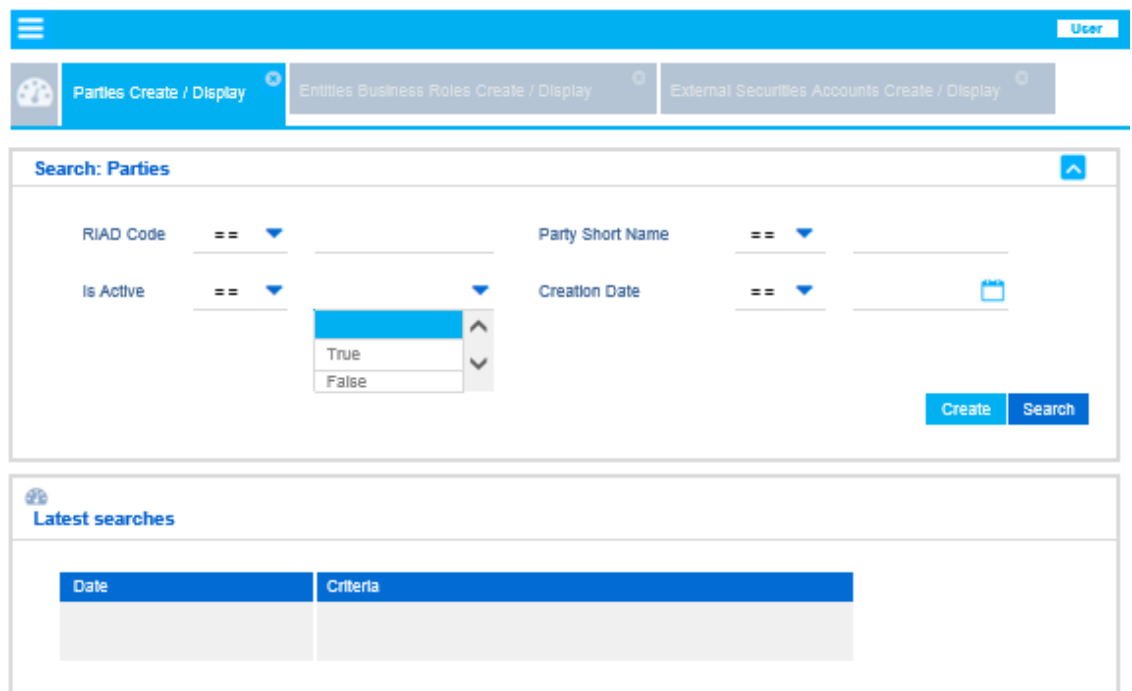 User
Parties Create / Display
Entities Business Roles Create / Display
External Securities Accounts Create / Display
Search: Parties
RIAD Code == Party Short Name ==
Is Active == Creation Date ==
True
False
Create Search
Latest searches
Date Criteria